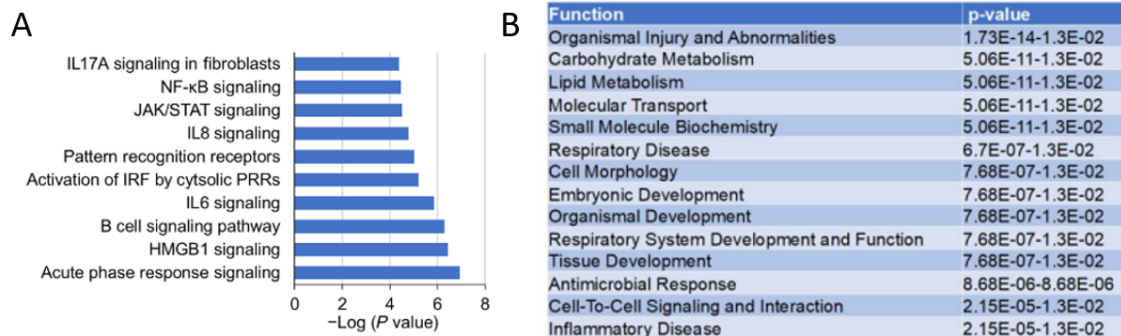 A
IL17A signaling in fibroblasts
NF-κB signaling
JAK/STAT signaling
IL8 signaling
Pattern recognition receptors
Activation of IRF by cytsolic PRRs
IL6 signaling
B cell signaling pathway
HMGB1 signaling
Acute phase response signaling
0 2 4 6 8
−Log (P value)
B
Function p-value
Organismal Injury and Abnormalities 1.73E-14-1.3E-02
Carbohydrate Metabolism 5.06E-11-1.3E-02
Lipid Metabolism 5.06E-11-1.3E-02
Molecular Transport 5.06E-11-1.3E-02
Small Molecule Biochemistry 5.06E-11-1.3E-02
Respiratory Disease 6.7E-07-1.3E-02
Cell Morphology 7.68E-07-1.3E-02
Embryonic Development 7.68E-07-1.3E-02
Organismal Development 7.68E-07-1.3E-02
Respiratory System Development and Function 7.68E-07-1.3E-02
Tissue Development 7.68E-07-1.3E-02
Antimicrobial Response 8.68E-06-8.68E-06
Cell-To-Cell Signaling and Interaction 2.15E-05-1.3E-02
Inflammatory Disease 2.15E-05-1.3E-02